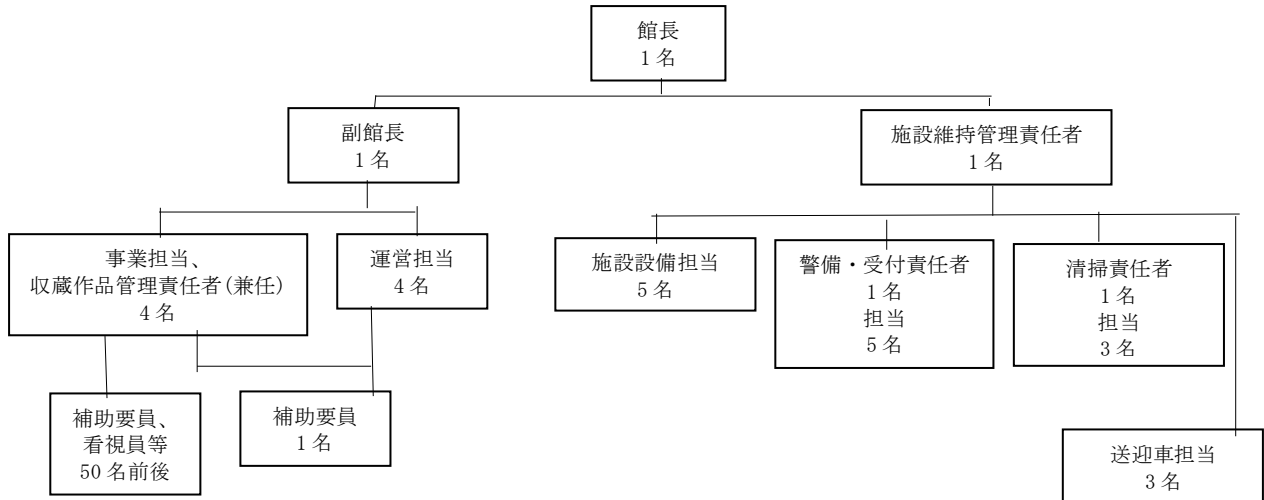 館長
1 名
副館長
1 名
施設維持管理責任者
1 名
事業担当、
収蔵作品管理責任者(兼任)
4 名
運営担当
4 名
施設設備担当
5 名
警備・受付責任者
1 名
担当
5 名
清掃責任者
1 名
担当
3 名
補助要員、
看視員等
50 名前後
補助要員
1 名
送迎車担当
3 名